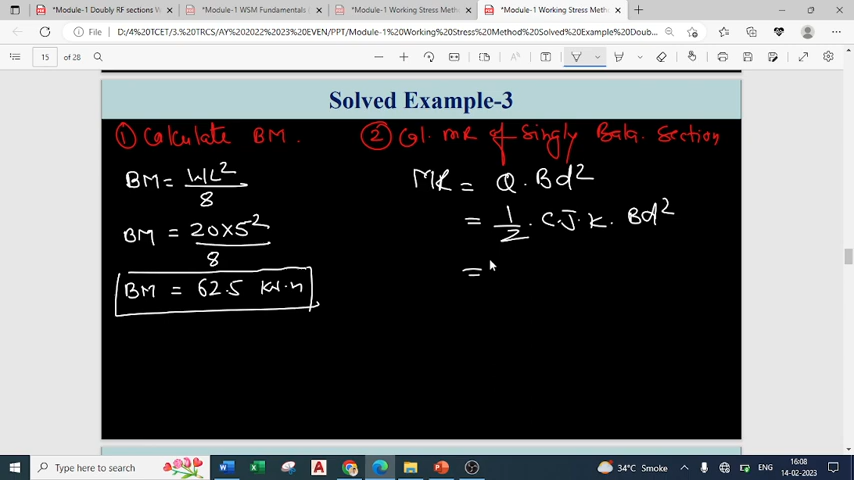 *Module-1 Doubly RF sections V
*Module-1 WSM Fundamentals
*Module-1 Working Stress Meth
*Module-1 Working Stress Meth
File
D:/4%20TCET/3.%20TRCS/AY%202022%202023%20EVEN/PPT/Module-1%20Working%20Stress%20Method%20Solved%20Example%20Doub...
15 of 28
Solved Example-3
① Calculate BM.
BM = WL²/8
BM = 20×5²/8
BM = 62.5 KN.m
② Cal. MR of Singly Bala. Section
MR = Q. Bd²
= 1/2 . C.J. K. Bd²
=
Type here to search
34°C Smoke
ENG
16:08
14-02-2023